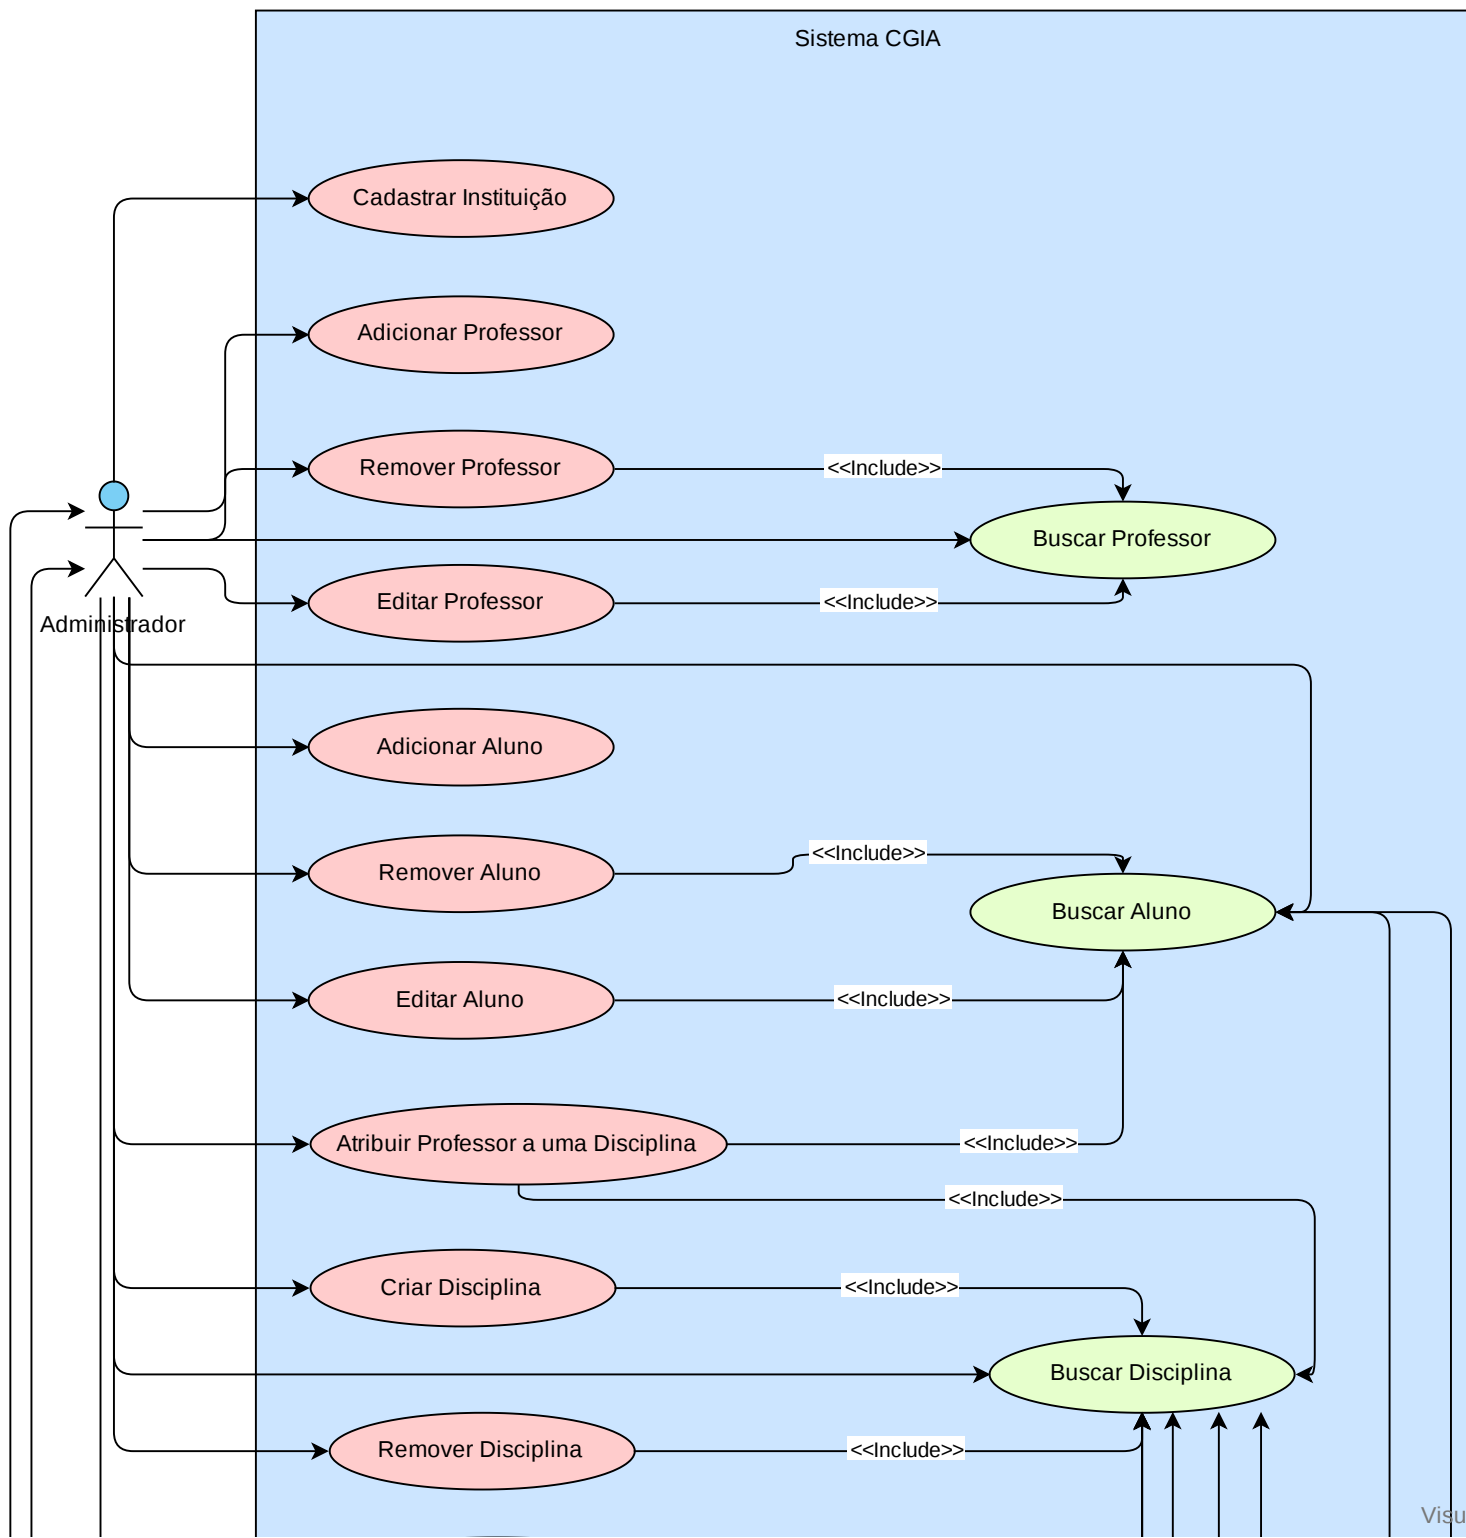 Sistema CGIA
Cadastrar Instituição
Adicionar Professor
Remover Professor
<<Include>>
Buscar Professor
Editar Professor
<<Include>>
Administrador
Adicionar Aluno
Remover Aluno
<<Include>>
Buscar Aluno
Editar Aluno
<<Include>>
Atribuir Professor a uma Disciplina
<<Include>>
<<Include>>
Criar Disciplina
<<Include>>
Buscar Disciplina
Remover Disciplina
<<Include>>
Visu